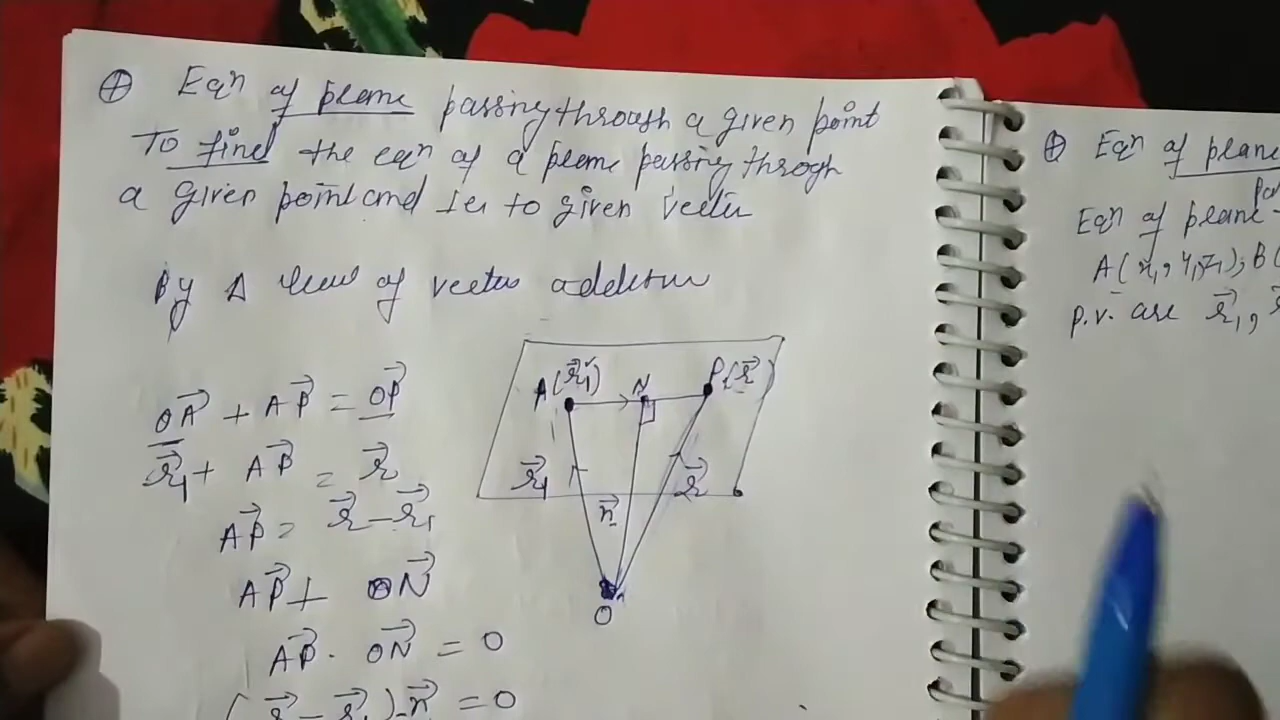 ⊕ Eqn of plane passing through a given point
To find the eqn of a plane passing throgh
a given point and ⊥er to given vector
By Δ law of vector addition
OA⃗ + AP⃗ = OP⃗
r⃗₁ + AP⃗ = r⃗
AP⃗ = r⃗ - r⃗₁
AP⃗ ⊥ ON⃗
AP⃗ . ON⃗ = 0
(r⃗ - r⃗₁).n⃗ = 0
A(r⃗₁)
N
P(r⃗)
r⃗₁
n⃗
r⃗
O
⊕ Eqn of plane
Eqn of plane
A(x₁, y₁, z₁), B(
p.v. are r⃗₁,